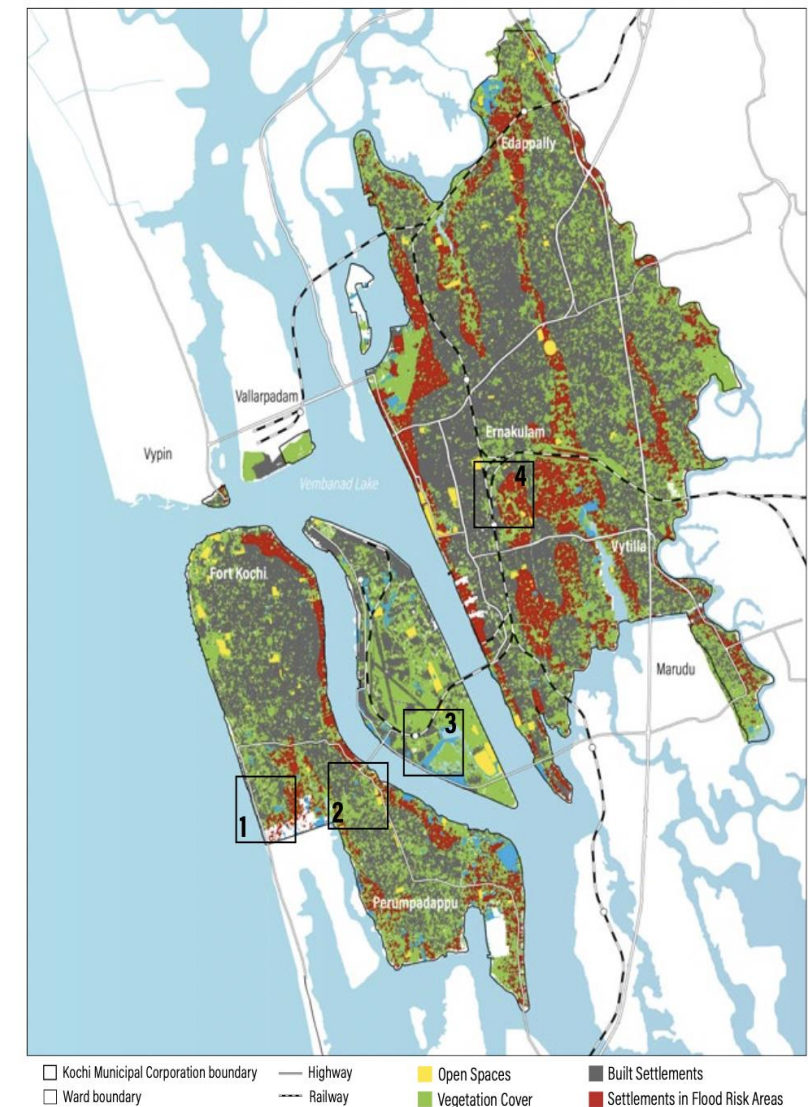 Edappally
Vallarpadam
Ernakulam
Vypin
4
Vembanad Lake
Vytilla
Fort Kochi
Marudu
3
1
2
Perumpadappu
Kochi Municipal Corporation boundary
Highway
Open Spaces
Built Settlements
Ward boundary
Railway
Vegetation Cover
Settlements in Flood Risk Areas